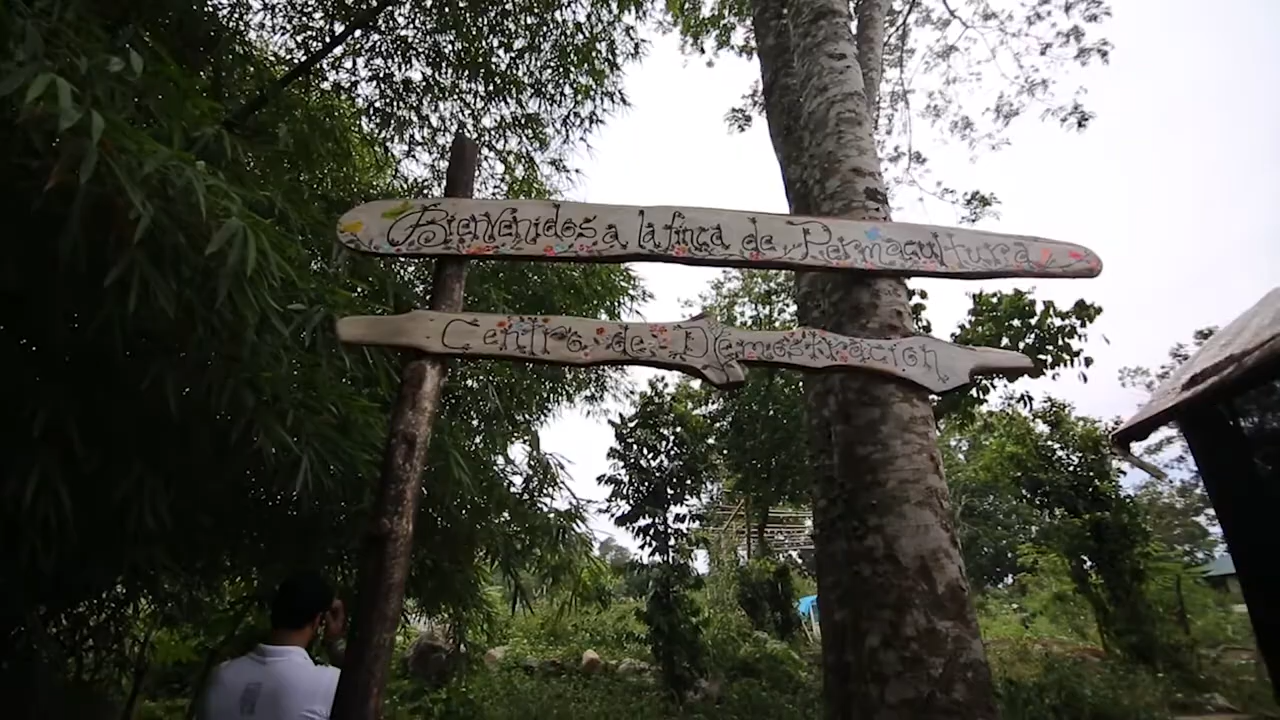 Bienvenidos a la finca de Permacultura
Centro de Demostración